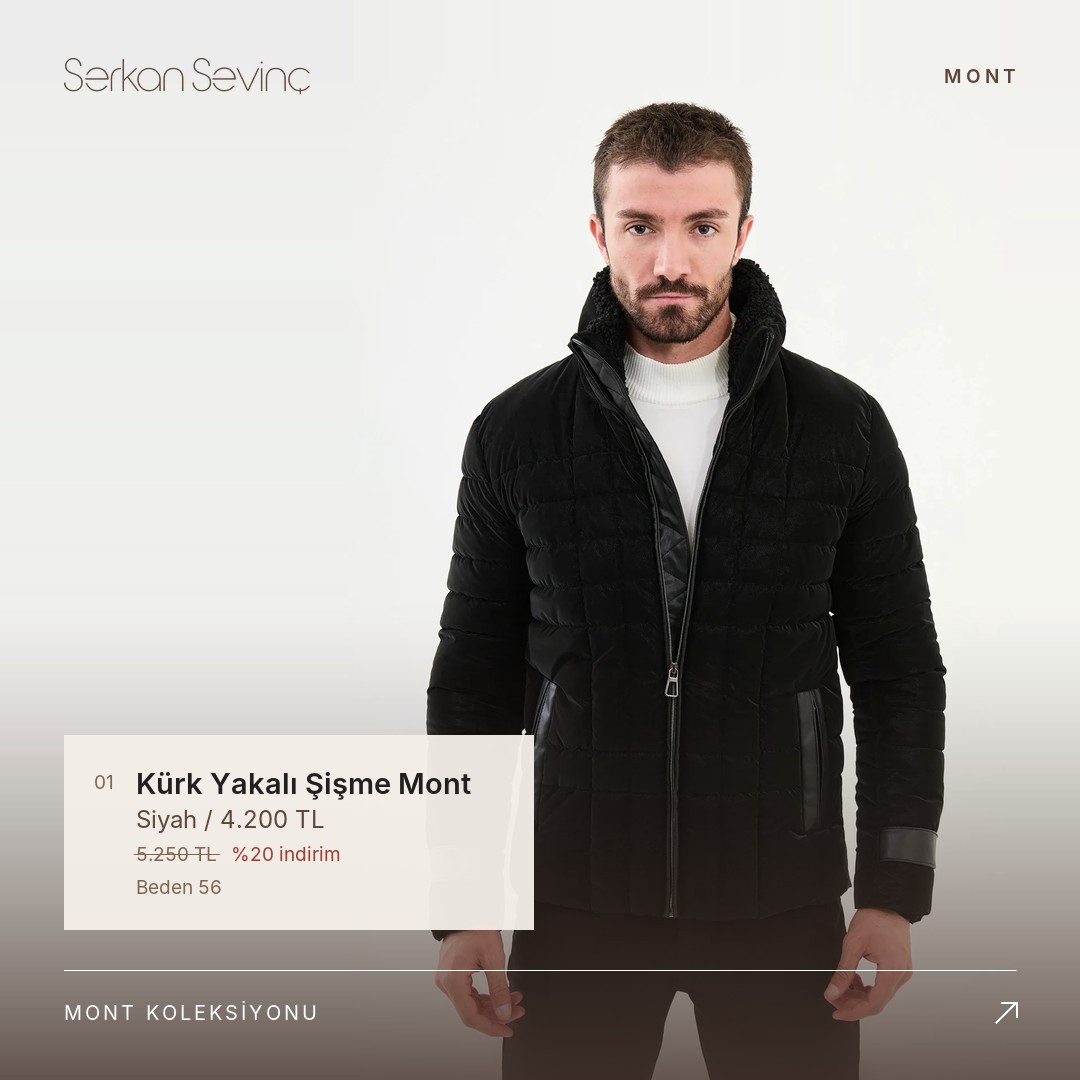 Serkan Sevinç
MONT
01 Kürk Yakalı Şişme Mont
Siyah / 4.200 TL
5.250 TL %20 indirim
Beden 56
MONT KOLEKSİYONU